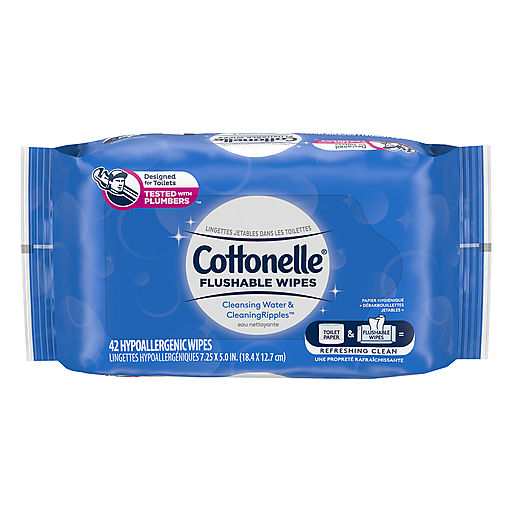 Designed
for Toilets
TESTED WITH
PLUMBERS™
LINGETTES JETABLES DANS LES TOILETTES
Cottonelle®
FLUSHABLE WIPES
Cleansing Water &
CleaningRipples™
eau nettoyante
42 HYPOALLERGENIC WIPES
LINGETTES HYPOALLERGÉNIQUES 7.25 X 5.0 IN. (18.4 X 12.7 cm)
PAPIER HYGIÉNIQUE
+ DÉBARBOUILLETTES
JETABLES =
TOILET
PAPER
&
FLUSHABLE
WIPES
=
REFRESHING CLEAN
UNE PROPRETÉ RAFRAÎCHISSANTE